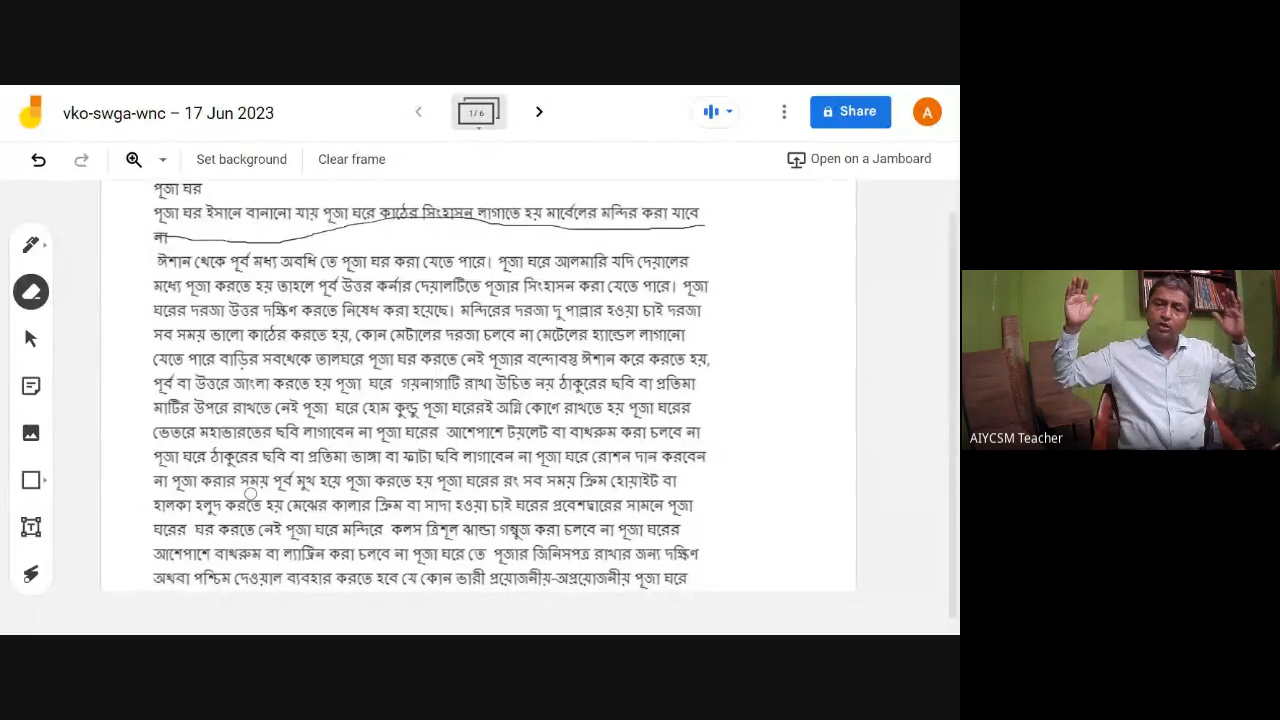 vko-swga-wnc – 17 Jun 2023
1/6
Share
A
Set background
Clear frame
Open on a Jamboard
পূজা ঘর
পূজা ঘর ইসানে বানানো যায় পূজা ঘরে কাঠের সিংহাসন লাগাতে হয় মার্বেলের মন্দির করা যাবে
না
ঈশান থেকে পূর্ব মধ্য অবধি তে পূজা ঘর করা যেতে পারে। পূজা ঘরে আলমারি যদি দেয়ালের
মধ্যে পূজা করতে হয় তাহলে পূর্ব উত্তর কর্নার দেয়ালটিতে পূজার সিংহাসন করা যেতে পারে। পূজা
ঘরের দরজা উত্তর দক্ষিণ করতে নিষেধ করা হয়েছে। মন্দিরের দরজা দু পাল্লার হওয়া চাই দরজা
সব সময় ভালো কাঠের করতে হয়, কোন মেটালের দরজা চলবে না মেটেলের হ্যান্ডেল লাগানো
যেতে পারে বাড়ির সবথেকে তালঘরে পূজা ঘর করতে নেই পূজার বন্দোবস্ত ঈশান করে করতে হয়,
পূর্ব বা উত্তরে জাংলা করতে হয় পূজা ঘরে গয়নাগাটি রাখা উচিত নয় ঠাকুরের ছবি বা প্রতিমা
মাটির উপরে রাখতে নেই পূজা ঘরে হোম কুন্ডু পূজা ঘরেরই অগ্নি কোণে রাখতে হয় পূজা ঘরের
ভেতরে মহাভারতের ছবি লাগাবেন না পূজা ঘরের আশেপাশে টয়লেট বা বাথরুম করা চলবে না
পূজা ঘরে ঠাকুরের ছবি বা প্রতিমা ভাঙ্গা বা ফাটা ছবি লাগাবেন না পূজা ঘরে রোশন দান করবেন
না পূজা করার সময় পূর্ব মুখ হয়ে পূজা করতে হয় পূজা ঘরের রং সব সময় ক্রিম হোয়াইট বা
হালকা হলুদ করতে হয় মেঝের কালার ক্রিম বা সাদা হওয়া চাই ঘরের প্রবেশদ্বারের সামনে পূজা
ঘরের ঘর করতে নেই পূজা ঘরে মন্দিরে কলস ত্রিশূল ঝান্ডা গম্বুজ করা চলবে না পূজা ঘরের
আশেপাশে বাথরুম বা ল্যাট্রিন করা চলবে না পূজা ঘরে তে পূজার জিনিসপত্র রাখার জন্য দক্ষিণ
অথবা পশ্চিম দেওয়াল ব্যবহার করতে হবে যে কোন ভারী প্রয়োজনীয়-অপ্রয়োজনীয় পূজা ঘরে
AIYCSM Teacher